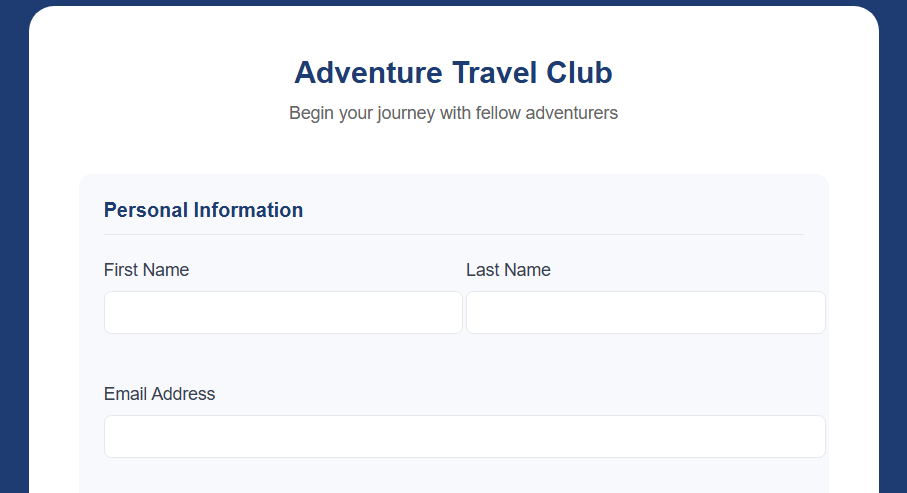 Adventure Travel Club
Begin your journey with fellow adventurers
Personal Information
First Name
Last Name
Email Address